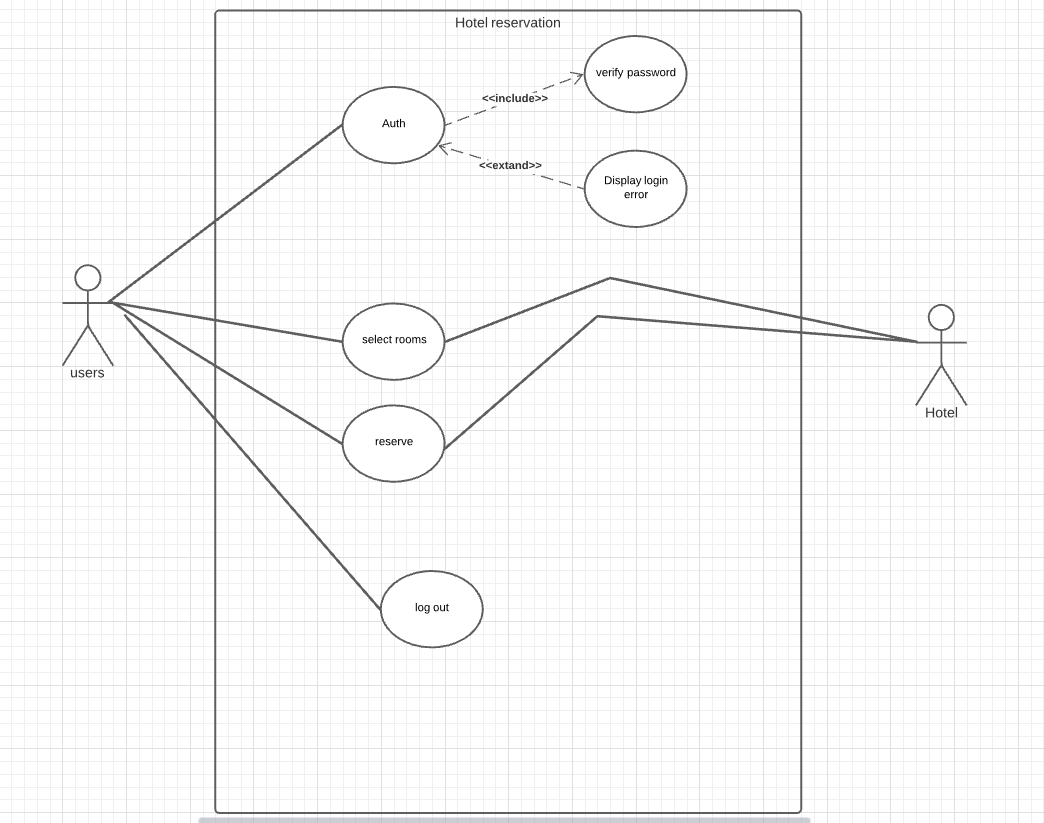 Hotel reservation
verify password
<<include>>
Auth
<<extand>>
Display login
error
select rooms
users
Hotel
reserve
log out